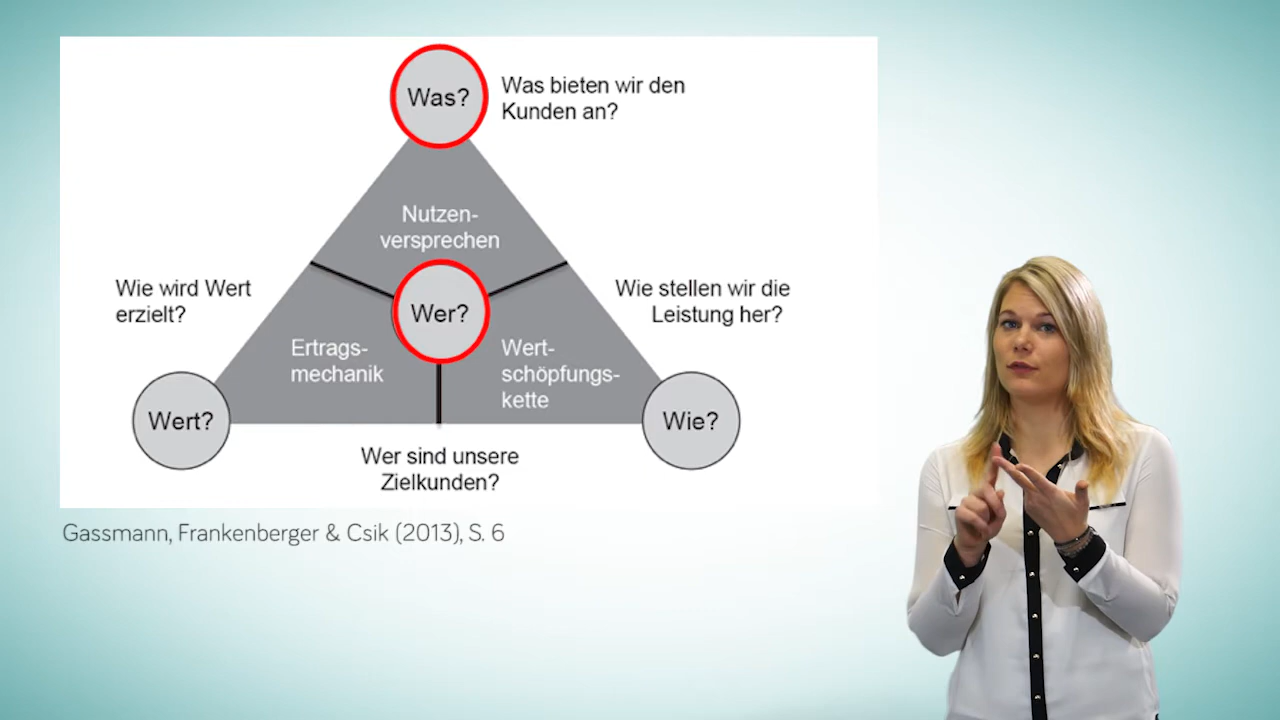 Was?
Was bieten wir den
Kunden an?
Nutzen-
versprechen
Wie wird Wert
erzielt?
Wer?
Wie stellen wir die
Leistung her?
Ertrags-
mechanik
Wert-
schöpfungs-
kette
Wert?
Wie?
Wer sind unsere
Zielkunden?
Gassmann, Frankenberger & Csik (2013), S. 6